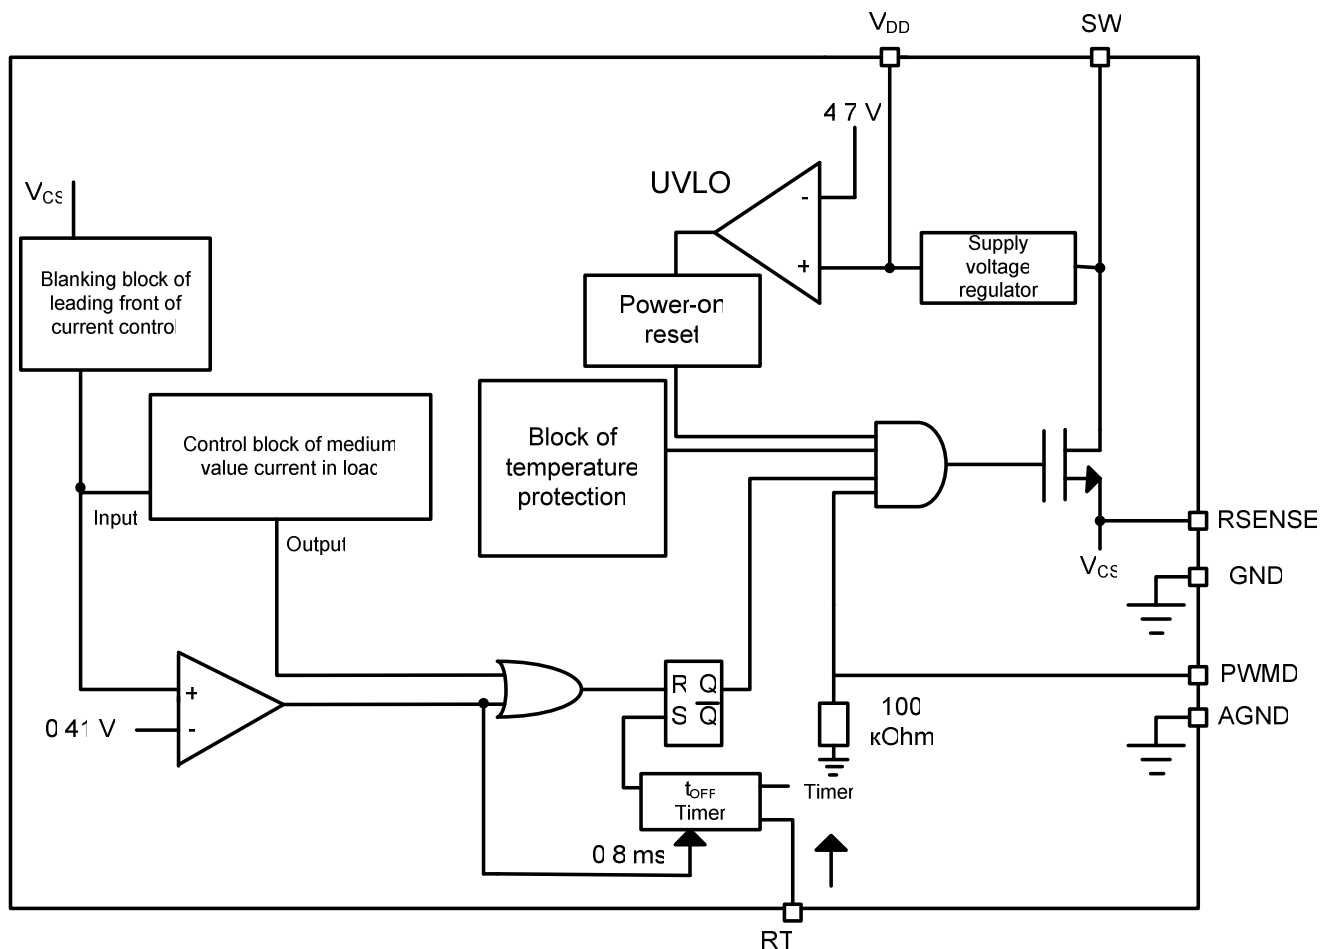 VDD
SW
4 7 V
UVLO
-
+
Supply
voltage
regulator
VCS
Blanking block of
leading front of
current control
Power-on
reset
Control block of medium
value current in load
Block of
temperature
protection
Input
Output
RSENSE
VCS
GND
+
0 41 V
-
R Q
S Q̅
PWMD
100
кOhm
AGND
tOFF
Timer
Timer
0 8 ms
RT